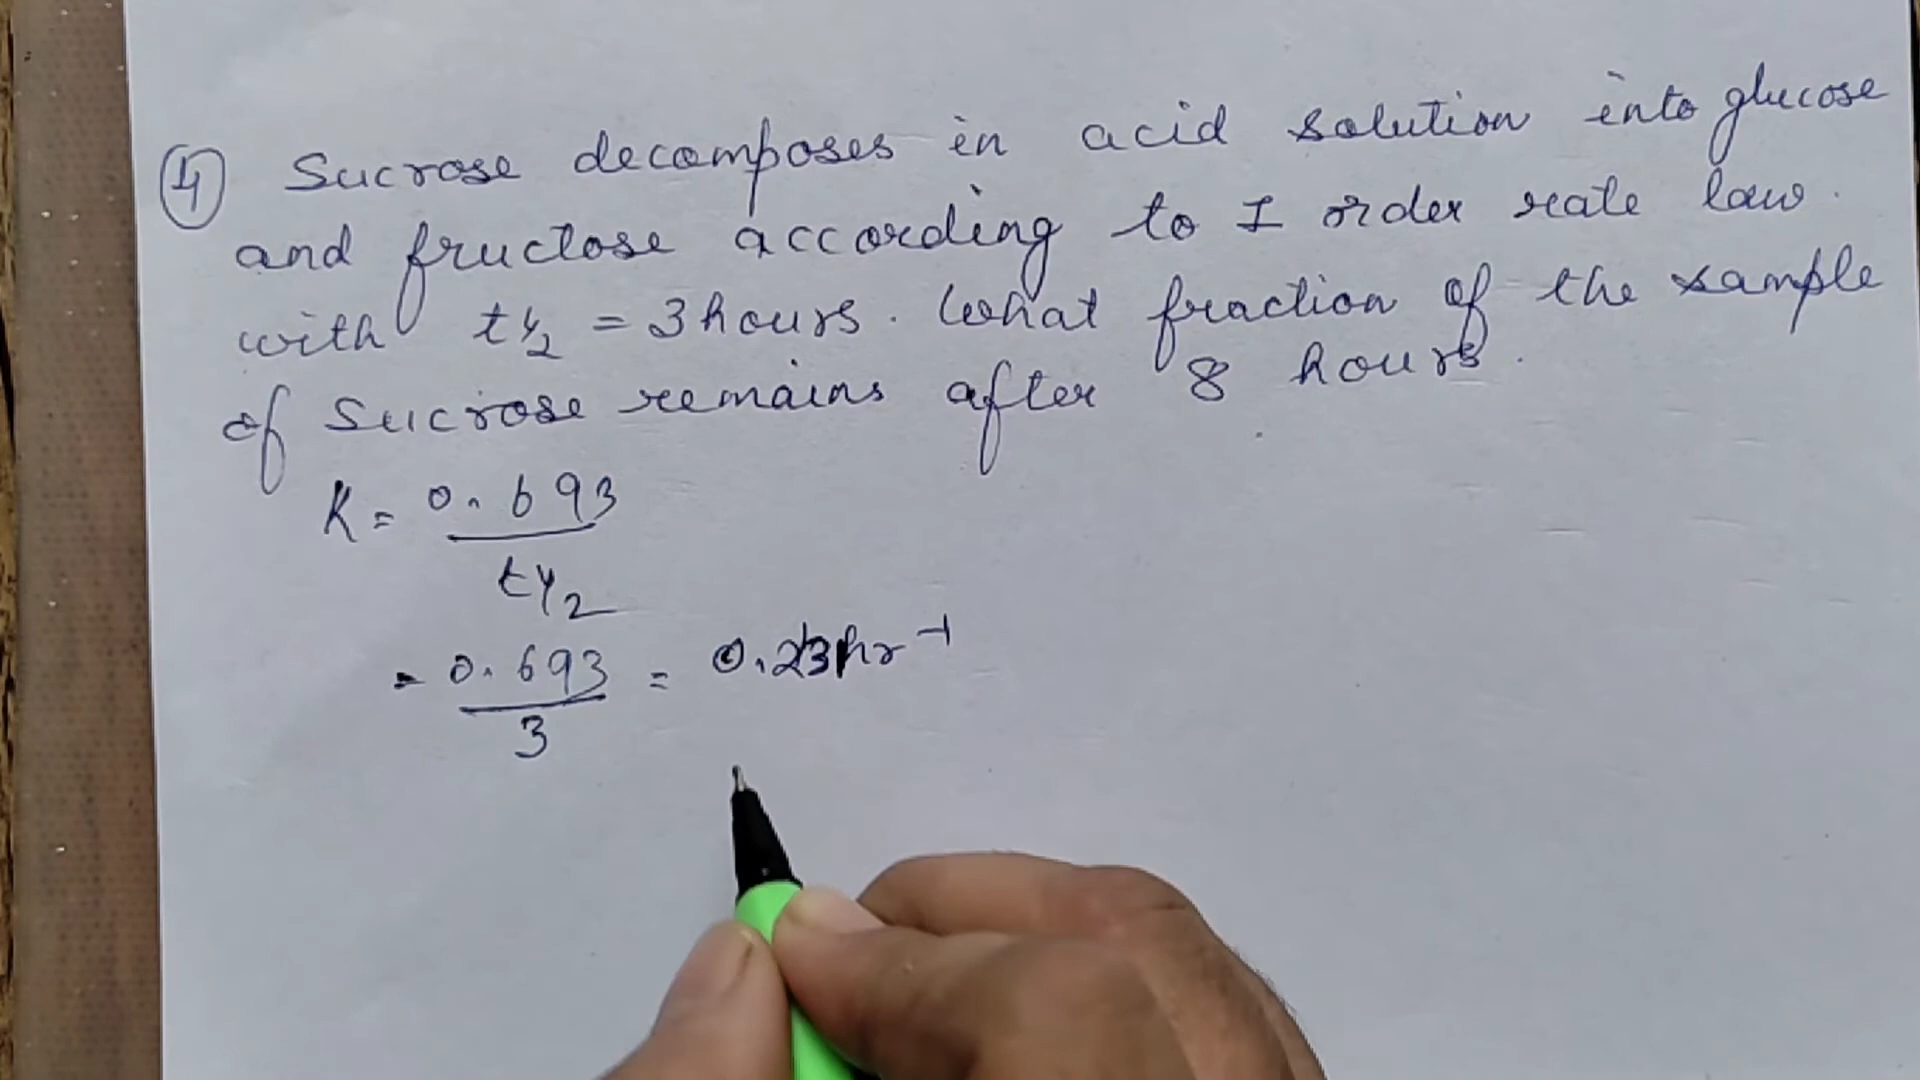 4 Sucrose decomposes in acid solution into glucose
and fructose according to I order rate law.
with t1/2 = 3 hours. What fraction of the sample
of Sucrose remains after 8 hours.
K = 0.693
t1/2
= 0.693 = 0.23hr⁻¹
3